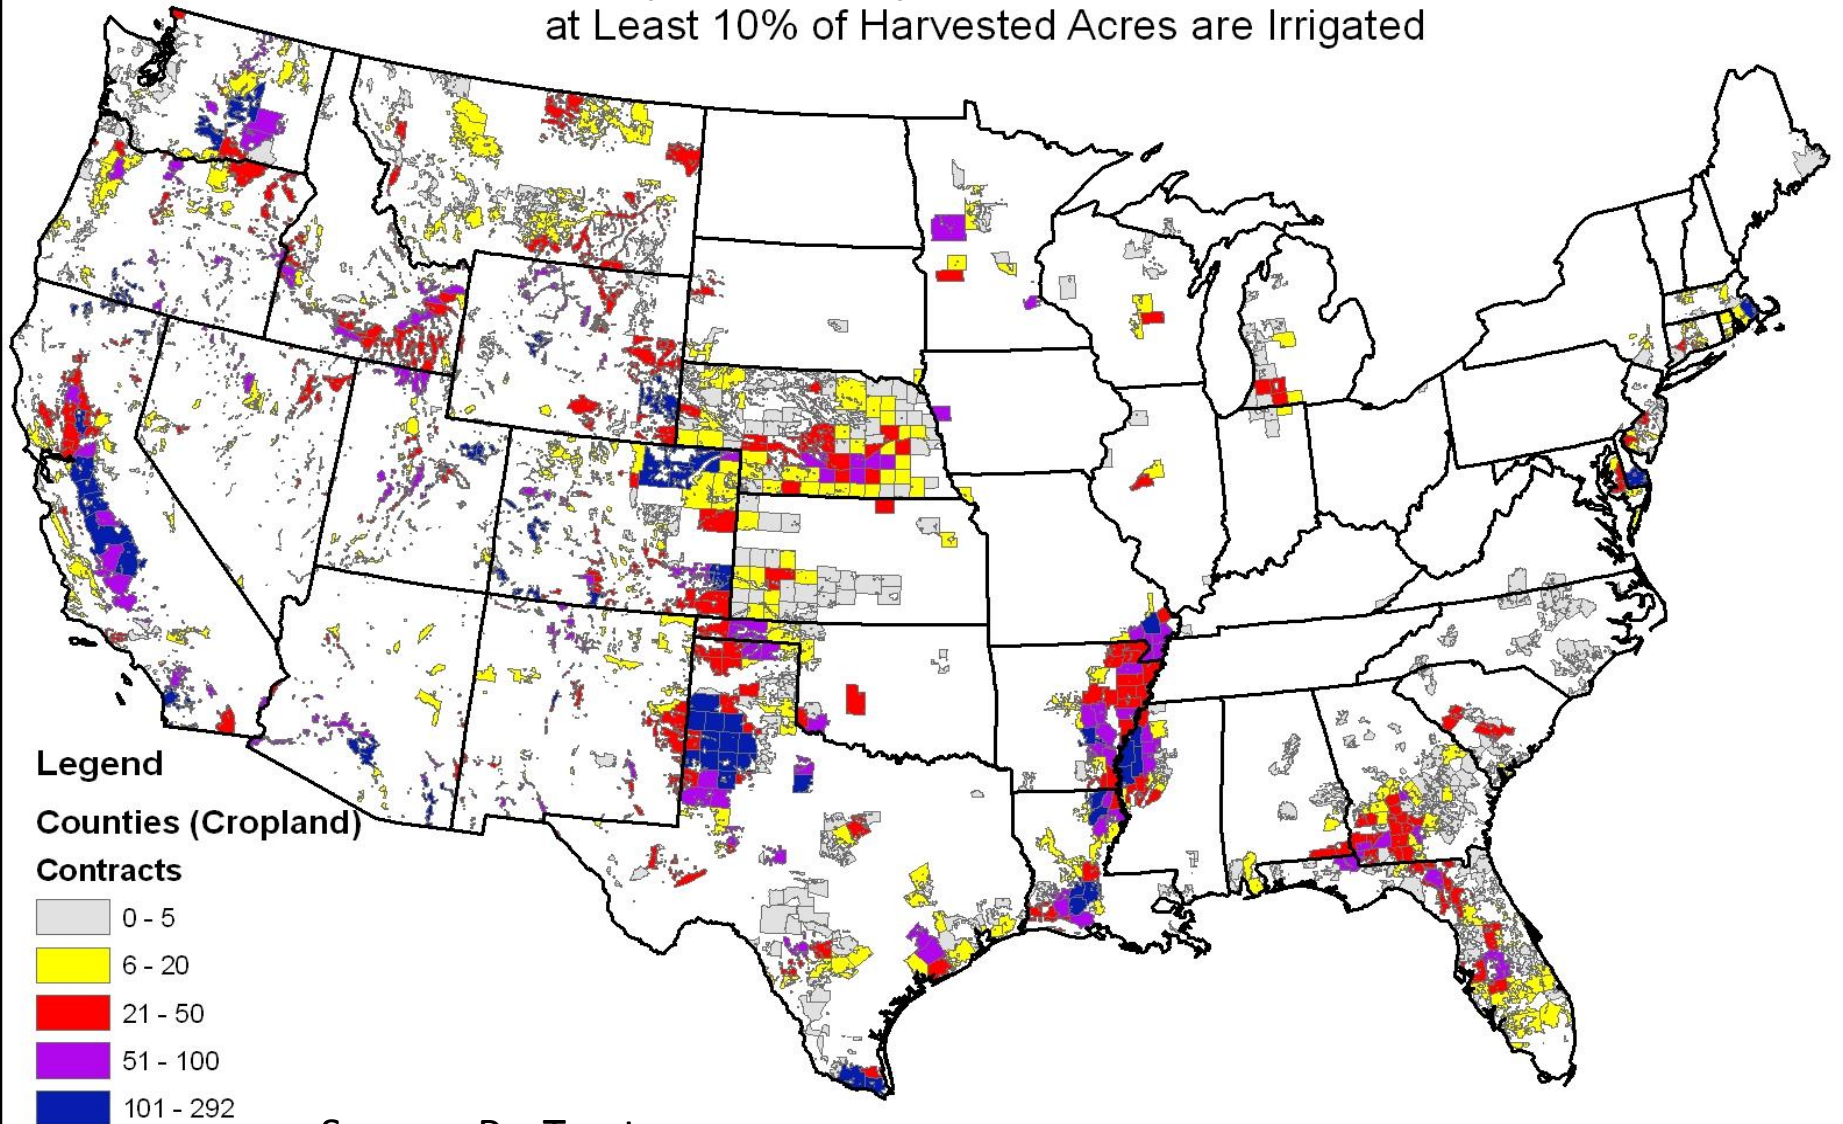 at Least 10% of Harvested Acres are Irrigated
Legend
Counties (Cropland)
Contracts
0 - 5
6 - 20
21 - 50
51 - 100
101 - 292